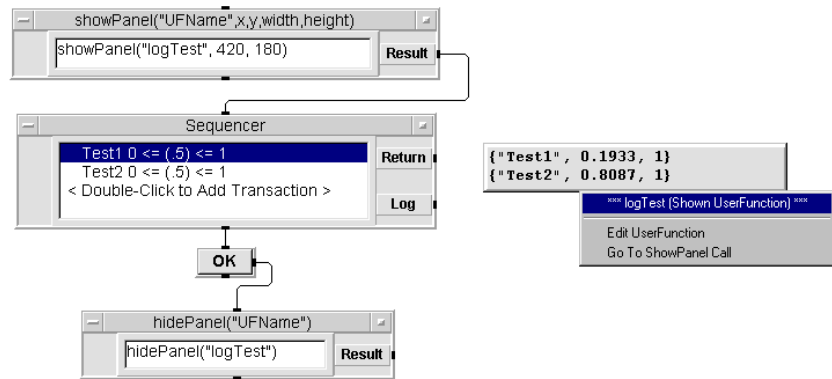 showPanel("UFName",x,y,width,height)
showPanel("logTest", 420, 180)
Result
Sequencer
Test1 0 <= (.5) <= 1
Test2 0 <= (.5) <= 1
< Double-Click to Add Transaction >
Return
Log
OK
hidePanel("UFName")
hidePanel("logTest")
Result
{"Test1", 0.1933, 1}
{"Test2", 0.8087, 1}
*** logTest (Shown UserFunction) ***
Edit UserFunction
Go To ShowPanel Call